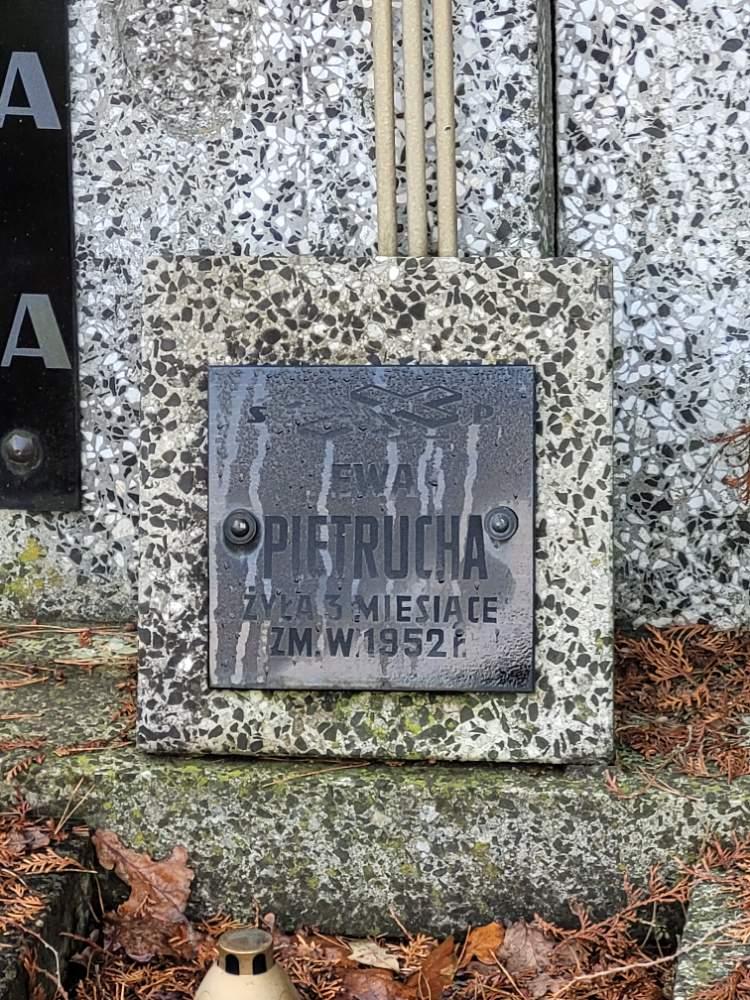 A
A
S P
EWA
PIETRUCHA
ŻYŁA 3 MIESIĄCE
ZM. W. 1952 r.